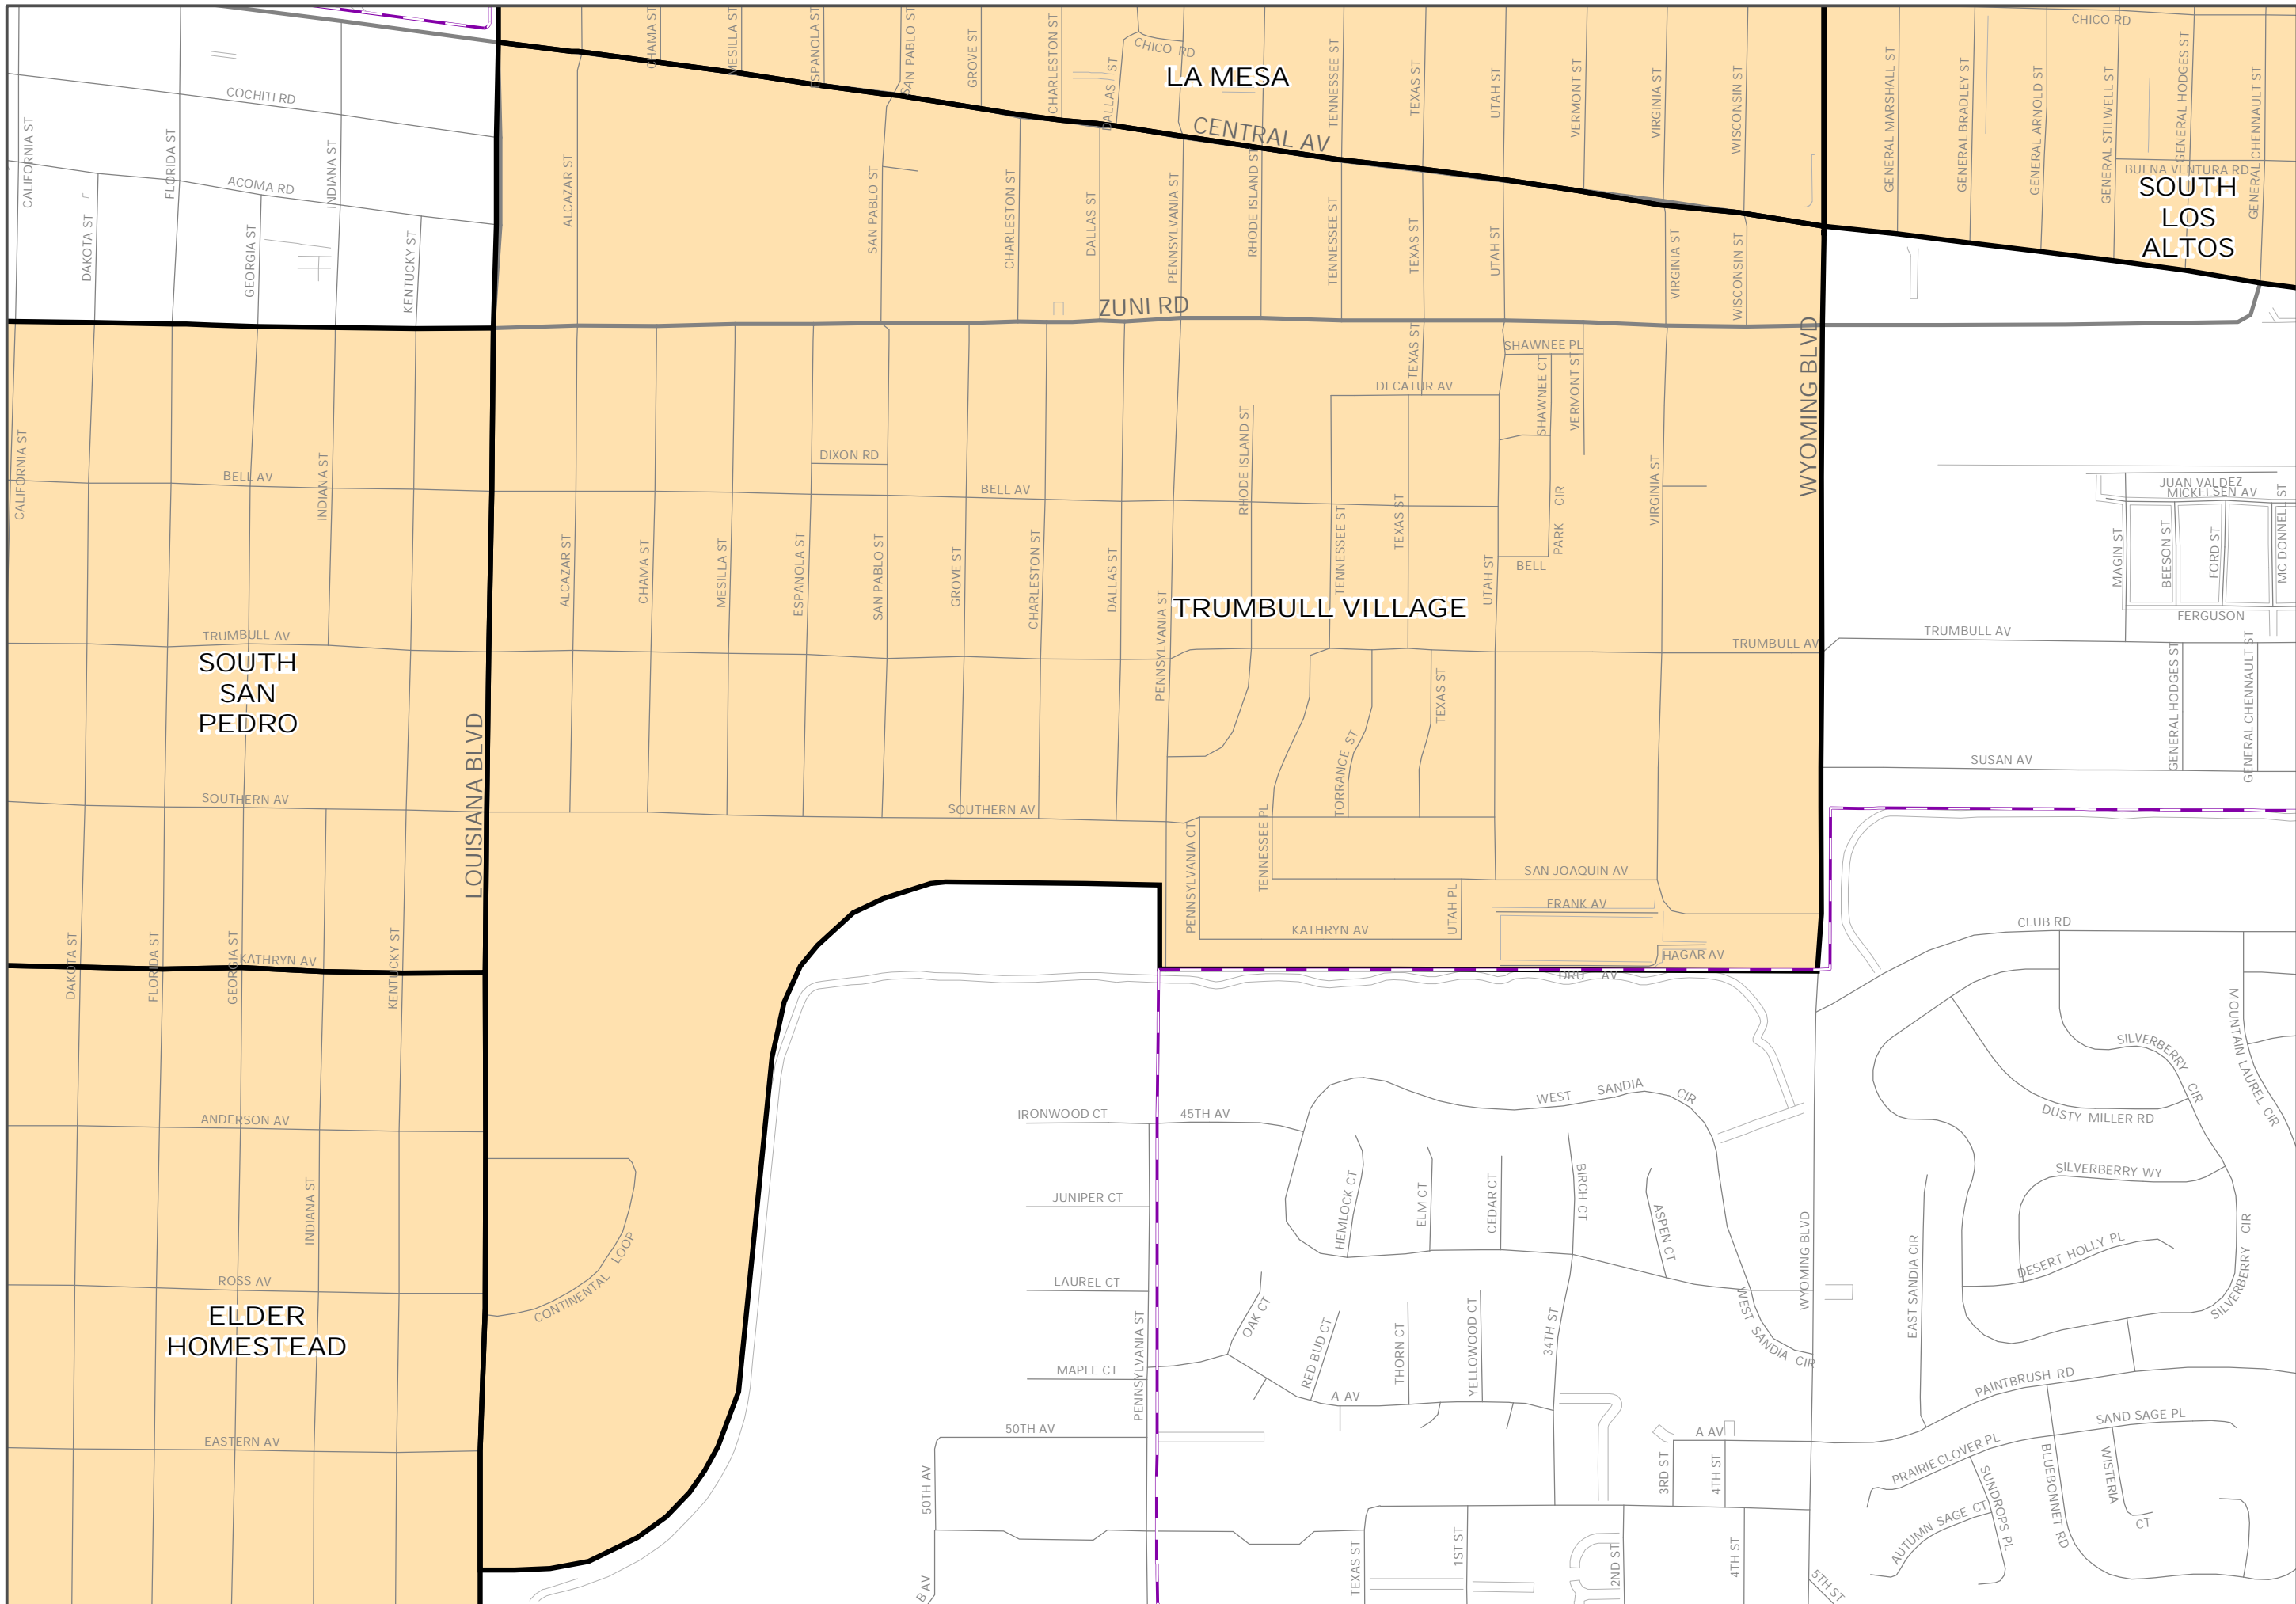 CHAMA ST
MESILLA ST
ESPANOLA ST
SAN PABLO ST
GROVE ST
CHARLESTON ST
DALLAS ST
CHICO RD
LA MESA
CENTRAL AV
TENNESSEE ST
TEXAS ST
UTAH ST
VERMONT ST
VIRGINIA ST
WISCONSIN ST
GENERAL MARSHALL ST
GENERAL BRADLEY ST
GENERAL ARNOLD ST
GENERAL STILWELL ST
GENERAL HODGES ST
GENERAL CHENNAULT ST
CHICO RD
BUENA VENTURA RD
SOUTH
LOS
ALTOS
CALIFORNIA ST
COCHITI RD
FLORIDA ST
INDIANA ST
ACOMA RD
DAKOTA ST
GEORGIA ST
KENTUCKY ST
ALCAZAR ST
SAN PABLO ST
CHARLESTON ST
DALLAS ST
PENNSYLVANIA ST
RHODE ISLAND ST
TENNESSEE ST
TEXAS ST
UTAH ST
VIRGINIA ST
WISCONSIN ST
ZUNI RD
WYOMING BLVD
SHAWNEE PL
TEXAS ST
SHAWNEE CT
VERMONT ST
DECATUR AV
CALIFORNIA ST
BELL AV
INDIANA ST
DIXON RD
BELL AV
RHODE ISLAND ST
TENNESSEE ST
TEXAS ST
VIRGINIA ST
PARK CIR
BELL
UTAH ST
JUAN VALDEZ
MICKELSEN AV
MAGIN ST
BEESON ST
FORD ST
MC DONNELL ST
FERGUSON
ALCAZAR ST
CHAMA ST
MESILLA ST
ESPANOLA ST
SAN PABLO ST
GROVE ST
CHARLESTON ST
DALLAS ST
PENNSYLVANIA ST
TRUMBULL VILLAGE
TRUMBULL AV
SOUTH
SAN
PEDRO
TRUMBULL AV
TRUMBULL AV
GENERAL HODGES ST
GENERAL CHENNAULT ST
SUSAN AV
LOUISIANA BLVD
TORRANCE ST
TEXAS ST
SOUTHERN AV
SOUTHERN AV
PENNSYLVANIA CT
TENNESSEE PL
UTAH PL
SAN JOAQUIN AV
FRANK AV
KATHRYN AV
HAGAR AV
URU AV
DAKOTA ST
FLORIDA ST
GEORGIA ST
KATHRYN AV
KENTUCKY ST
CLUB RD
MOUNTAIN LAUREL CIR
SILVERBERRY CIR
DUSTY MILLER RD
SILVERBERRY WY
DESERT HOLLY PL
SILVERBERRY CIR
EAST SANDIA CIR
WYOMING BLVD
ANDERSON AV
INDIANA ST
ROSS AV
CONTINENTAL LOOP
ELDER
HOMESTEAD
EASTERN AV
IRONWOOD CT
45TH AV
WEST SANDIA CIR
JUNIPER CT
HEMLOCK CT
ELM CT
CEDAR CT
BIRCH CT
ASPEN CT
LAUREL CT
WEST SANDIA CIR
OAK CT
RED BUD CT
THORN CT
YELLOWOOD CT
34TH ST
MAPLE CT
PENNSYLVANIA ST
A AV
50TH AV
50TH AV
B AV
A AV
3RD ST
4TH ST
PAINTBRUSH RD
SAND SAGE PL
PRAIRIE CLOVER PL
SUNDROPS PL
BLUEBONNET RD
WISTERIA CT
AUTUMN SAGE CT
TEXAS ST
1ST ST
2ND ST
4TH ST
5TH ST